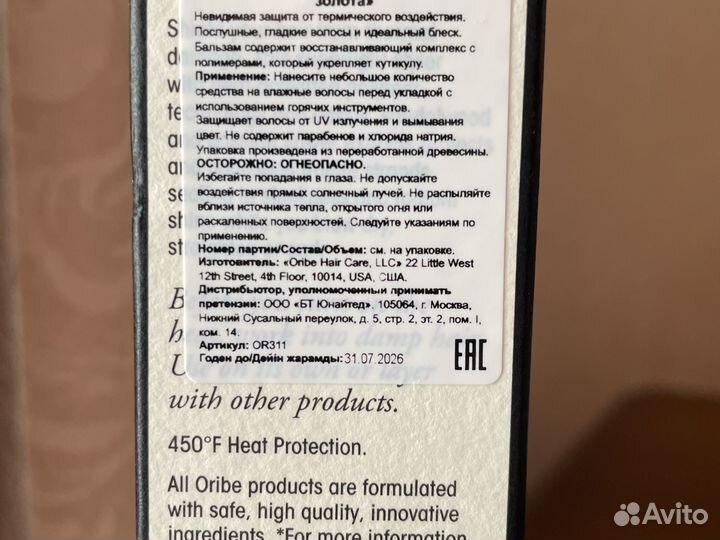 золота»
Невидимая защита от термического воздействия.
Послушные, гладкие волосы и идеальный блеск.
Бальзам содержит восстанавливающий комплекс с
полимерами, который укрепляет кутикулу.
Применение: Нанесите небольшое количество
средства на влажные волосы перед укладкой с
использованием горячих инструментов.
Защищает волосы от UV излучения и вымывания
цвет. Не содержит парабенов и хлорида натрия.
Упаковка произведена из переработанной древесины.
ОСТОРОЖНО: ОГНЕОПАСНО.
Избегайте попадания в глаза. Не допускайте
воздействия прямых солнечный лучей. Не распыляйте
вблизи источника тепла, открытого огня или
раскаленных поверхностей. Следуйте указаниям по
применению.
Номер партии/Состав/Объем: см. на упаковке.
Изготовитель: «Oribe Hair Care, LLC» 22 Little West
12th Street, 4th Floor, 10014, USA, США.
Дистрибьютор, уполномоченный принимать
претензии: ООО «БТ Юнайтед», 105064, г. Москва,
Нижний Сусальный переулок, д. 5, стр. 2, эт. 2, пом. I,
ком. 14.
Артикул: OR311
Годен до/Дейін жарамды: 31.07.2026
EAC
with other products.
450°F Heat Protection.
All Oribe products are formulated
with safe, high quality, innovative
ingredients. *For more information
Avito